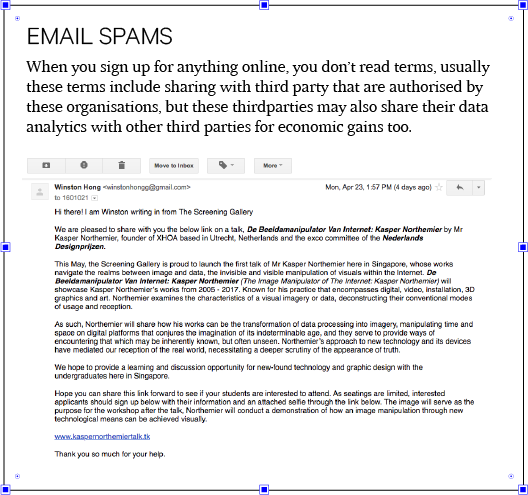 EMAIL SPAMS
When you sign up for anything online, you don't read terms, usually
these terms include sharing with third party that are authorised by
these organisations, but these thirdparties may also share their data
analytics with other third parties for economic gains too.
Move to Inbox
More
Winston Hong <winstonhongg@gmail.com>
Mon, Apr 23, 1:57 PM (4 days ago)
to 1601021
Hi there! I am Winston writing in from The Screening Gallery
We are pleased to share with you the below link on a talk, De Beeldamanipulator Van Internet: Kasper Northemier by Mr
Kasper Northemier, founder of XHOA based in Utrecht, Netherlands and the exco committee of the Nederlands
Designprijzen.
This May, the Screening Gallery is proud to launch the first talk of Mr Kasper Northemier here in Singapore, whose works
navigate the realms between image and data, the invisible and visible manipulation of visuals within the Internet. De
Beeldamanipulator Van Internet: Kasper Northemier (The Image Manipulator of The Internet: Kasper Northemier) will
showcase Kasper Northemier's works from 2005 - 2017. Known for his practice that encompasses digital, video, installation, 3D
graphics and art. Northemier examines the characteristics of a visual imagery or data, deconstructing their conventional modes
of usage and reception.
As such, Northemier will share how his works can be the transformation of data processing into imagery, manipulating time and
space on digital platforms that conjures the imagination of its indeterminable age, and they serve to provide ways of
encountering that which may be inherently known, but often unseen. Northemier's approach to new technology and its devices
have mediated our reception of the real world, necessitating a deeper scrutiny of the appearance of truth.
We hope to provide a learning and discussion opportunity for new-found technology and graphic design with the
undergraduates here in Singapore.
Hope you can share this link forward to see if your students are interested to attend. As seatings are limited, interested
applicants should sign up below with their information and an attached selfie through the link below. The image will serve as the
purpose for the workshop after the talk, Northemier will conduct a demonstration of how an image manipulation through new
technological means can be achieved visually.
www.kaspernorthemiertalk.tk
Thank you so much for your help.